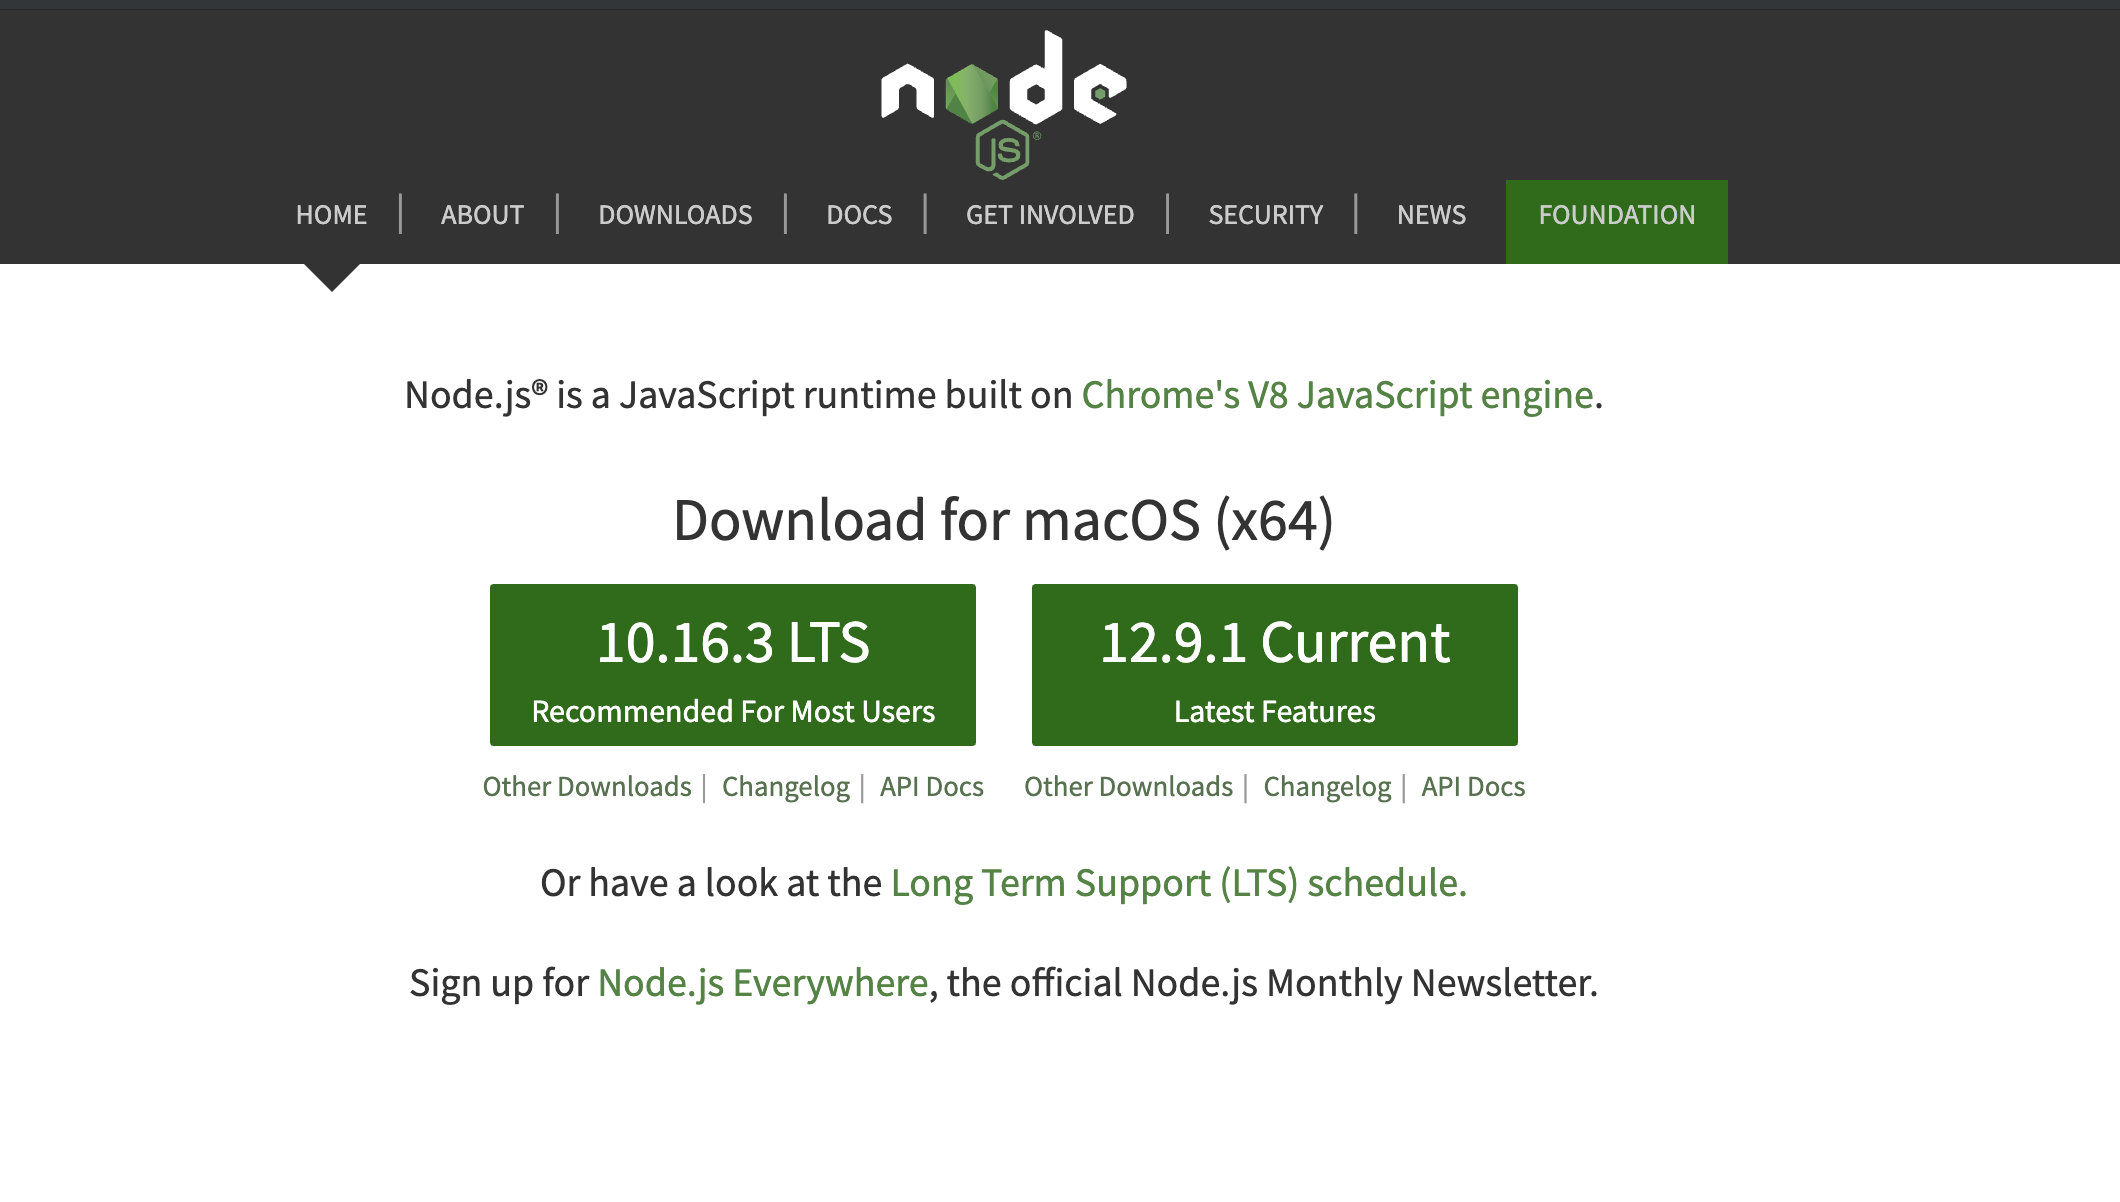 node
JS®
HOME | ABOUT | DOWNLOADS | DOCS | GET INVOLVED | SECURITY | NEWS FOUNDATION
Node.js® is a JavaScript runtime built on Chrome's V8 JavaScript engine.
Download for macOS (x64)
10.16.3 LTS
Recommended For Most Users
12.9.1 Current
Latest Features
Other Downloads | Changelog | API Docs
Other Downloads | Changelog | API Docs
Or have a look at the Long Term Support (LTS) schedule.
Sign up for Node.js Everywhere, the official Node.js Monthly Newsletter.